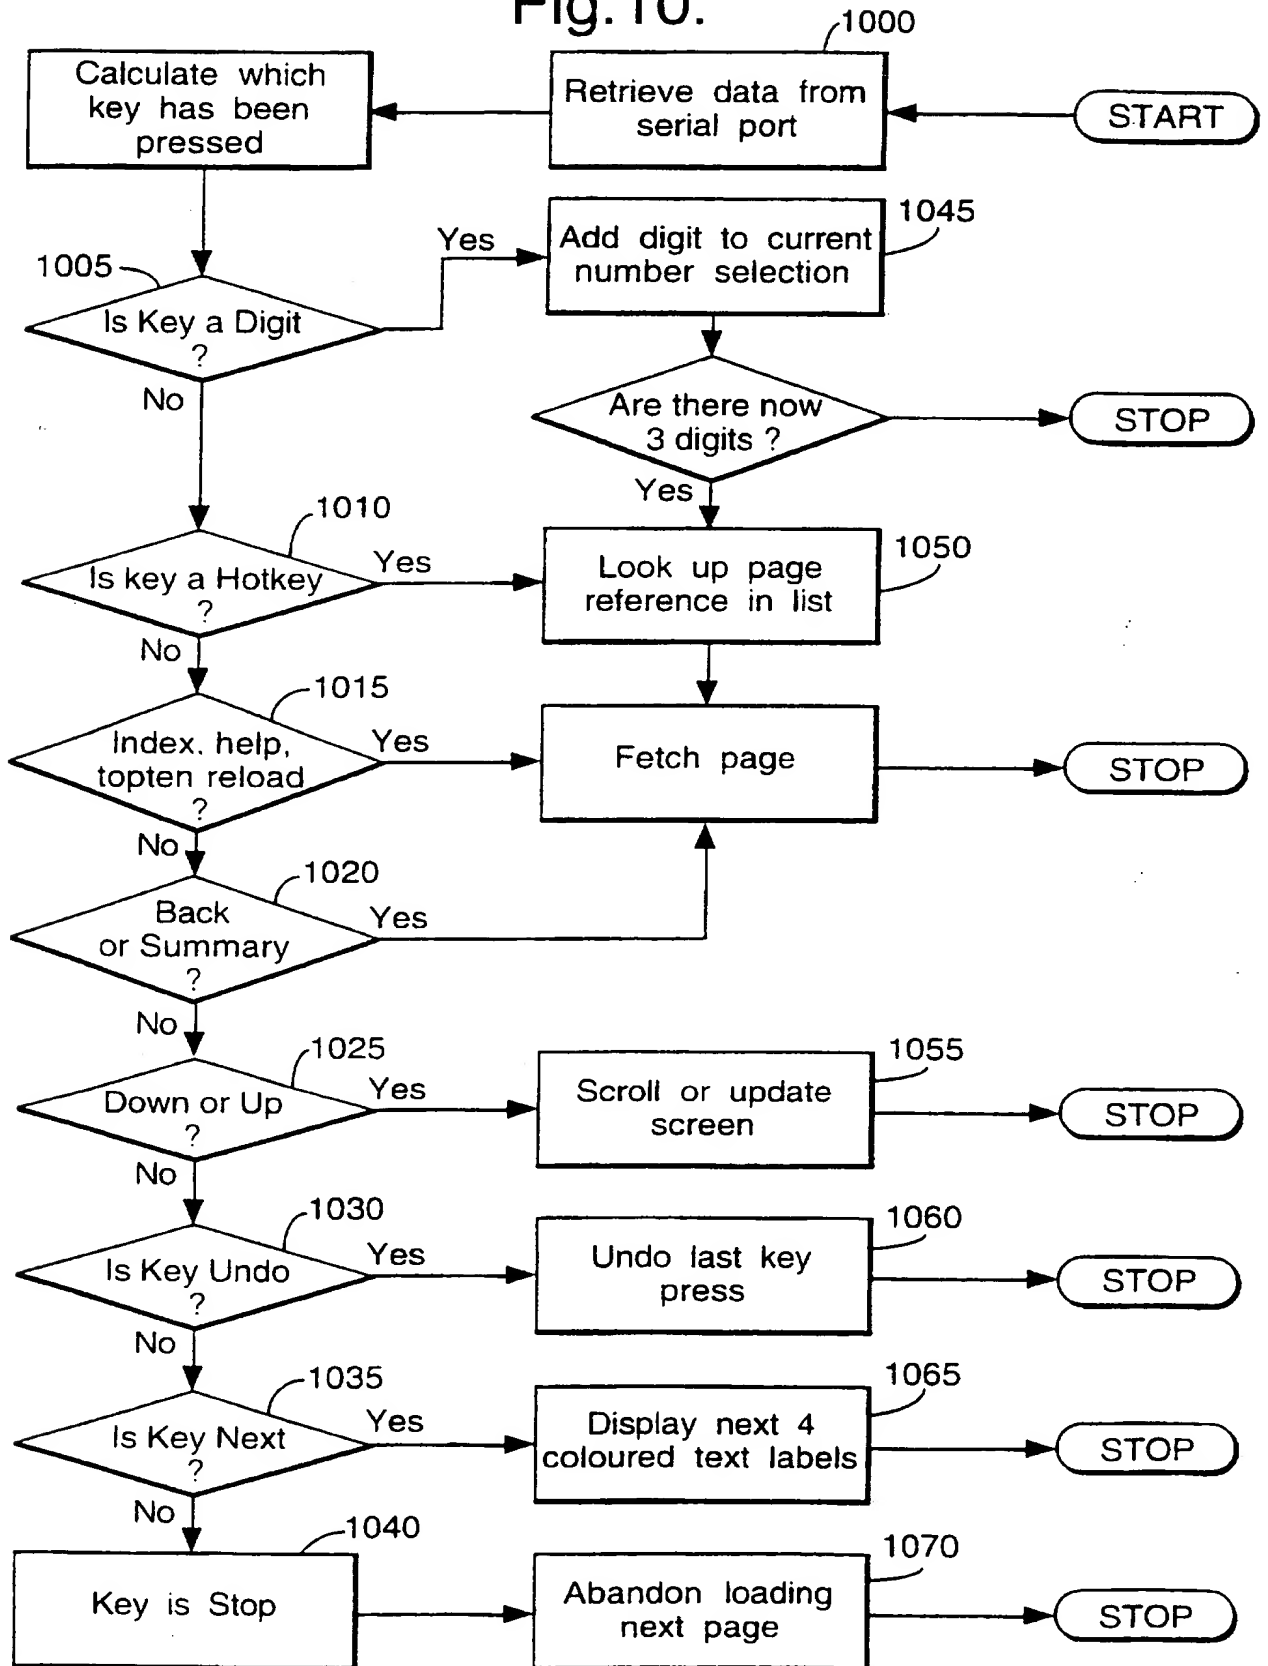 Fig.10.
1000
Calculate which
key has been
pressed
Retrieve data from
serial port
START
1045
Add digit to current
number selection
Yes
1005
Is Key a Digit
?
No
Are there now
3 digits ?
STOP
Yes
1010
Is key a Hotkey
?
Yes
1050
Look up page
reference in list
No
1015
Index. help,
topten reload
?
Yes
Fetch page
STOP
No
1020
Back
or Summary
?
Yes
No
1025
Down or Up
?
Yes
1055
Scroll or update
screen
STOP
No
1030
Is Key Undo
?
Yes
1060
Undo last key
press
STOP
No
1035
Is Key Next
?
Yes
1065
Display next 4
coloured text labels
STOP
No
1040
Key is Stop
1070
Abandon loading
next page
STOP